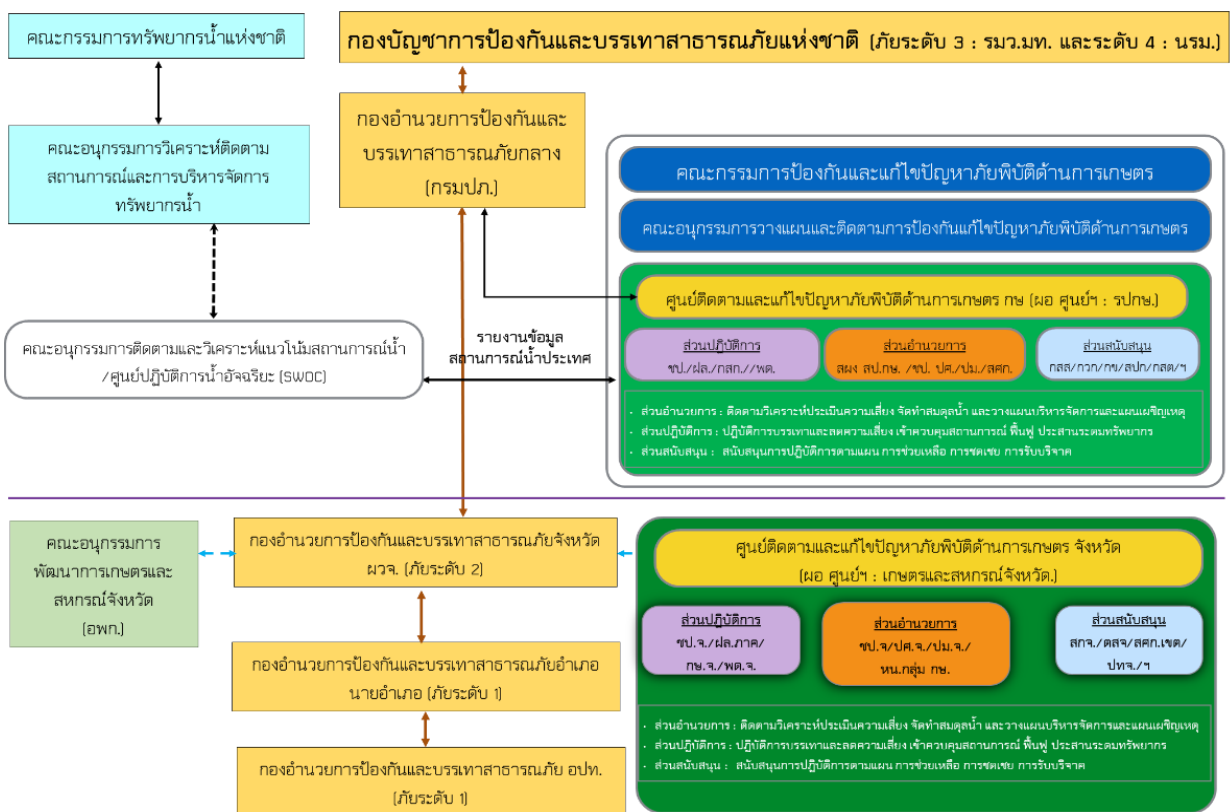 คณะกรรมการทรัพยากรน้ำแห่งชาติ
กองบัญชาการป้องกันและบรรเทาสาธารณภัยแห่งชาติ (ภัยระดับ 3 : รมว.มท. และระดับ 4 : นรม.)
คณะอนุกรรมการวิเคราะห์ติดตาม
สถานการณ์และการบริหารจัดการ
ทรัพยากรน้ำ
กองอำนวยการป้องกันและ
บรรเทาสาธารณภัยกลาง
(กรมปภ.)
คณะกรรมการป้องกันและแก้ไขปัญหาภัยพิบัติด้านการเกษตร
คณะอนุกรรมการวางแผนและติดตามการป้องกันแก้ไขปัญหาภัยพิบัติด้านการเกษตร
ศูนย์ติดตามและแก้ไขปัญหาภัยพิบัติด้านการเกษตร กษ (ผอ ศูนย์ฯ : รปกษ.)
คณะอนุกรรมการติดตามและวิเคราะห์แนวโน้มสถานการณ์น้ำ
/ศูนย์ปฏิบัติการน้ำอัจฉริยะ (SWOC)
รายงานข้อมูล
สถานการณ์น้ำประเทศ
ส่วนปฏิบัติการ
ชป./ฝล./กสก.//พด.
ส่วนอำนวยการ
สผง สป.กษ. /ชป. ปศ./ปม./สศก.
ส่วนสนับสนุน
กสส/กวก/กข/สปก/กสต/ฯ
• ส่วนอำนวยการ : ติดตามวิเคราะห์ประเมินความเสี่ยง จัดทำสมดุลน้ำ และวางแผนบริหารจัดการและแผนเผชิญเหตุ
• ส่วนปฏิบัติการ : ปฏิบัติการบรรเทาและลดความเสี่ยง เข้าควบคุมสถานการณ์ ฟื้นฟู ประสานระดมทรัพยากร
• ส่วนสนับสนุน : สนับสนุนการปฏิบัติการตามแผน การช่วยเหลือ การชดเชย การรับบริจาค
คณะอนุกรรมการ
พัฒนาการเกษตรและ
สหกรณ์จังหวัด
(อพก.)
กองอำนวยการป้องกันและบรรเทาสาธารณภัยจังหวัด
ผวจ. (ภัยระดับ 2)
กองอำนวยการป้องกันและบรรเทาสาธารณภัยอำเภอ
นายอำเภอ (ภัยระดับ 1)
กองอำนวยการป้องกันและบรรเทาสาธารณภัย อปท.
(ภัยระดับ 1)
ศูนย์ติดตามและแก้ไขปัญหาภัยพิบัติด้านการเกษตร จังหวัด
(ผอ ศูนย์ฯ : เกษตรและสหกรณ์จังหวัด.)
ส่วนปฏิบัติการ
ชป.จ./ฝล.ภาค/
กษ.จ./พด.จ.
ส่วนอำนวยการ
ชป.จ/ปศ.จ./ปม.จ./
หน.กลุ่ม กษ.
ส่วนสนับสนุน
สกจ./ตสจ/สศก.เขต/
ปทจ./ฯ
• ส่วนอำนวยการ : ติดตามวิเคราะห์ประเมินความเสี่ยง จัดทำสมดุลน้ำ และวางแผนบริหารจัดการและแผนเผชิญเหตุ
• ส่วนปฏิบัติการ : ปฏิบัติการบรรเทาและลดความเสี่ยง เข้าควบคุมสถานการณ์ ฟื้นฟู ประสานระดมทรัพยากร
• ส่วนสนับสนุน : สนับสนุนการปฏิบัติการตามแผน การช่วยเหลือ การชดเชย การรับบริจาค